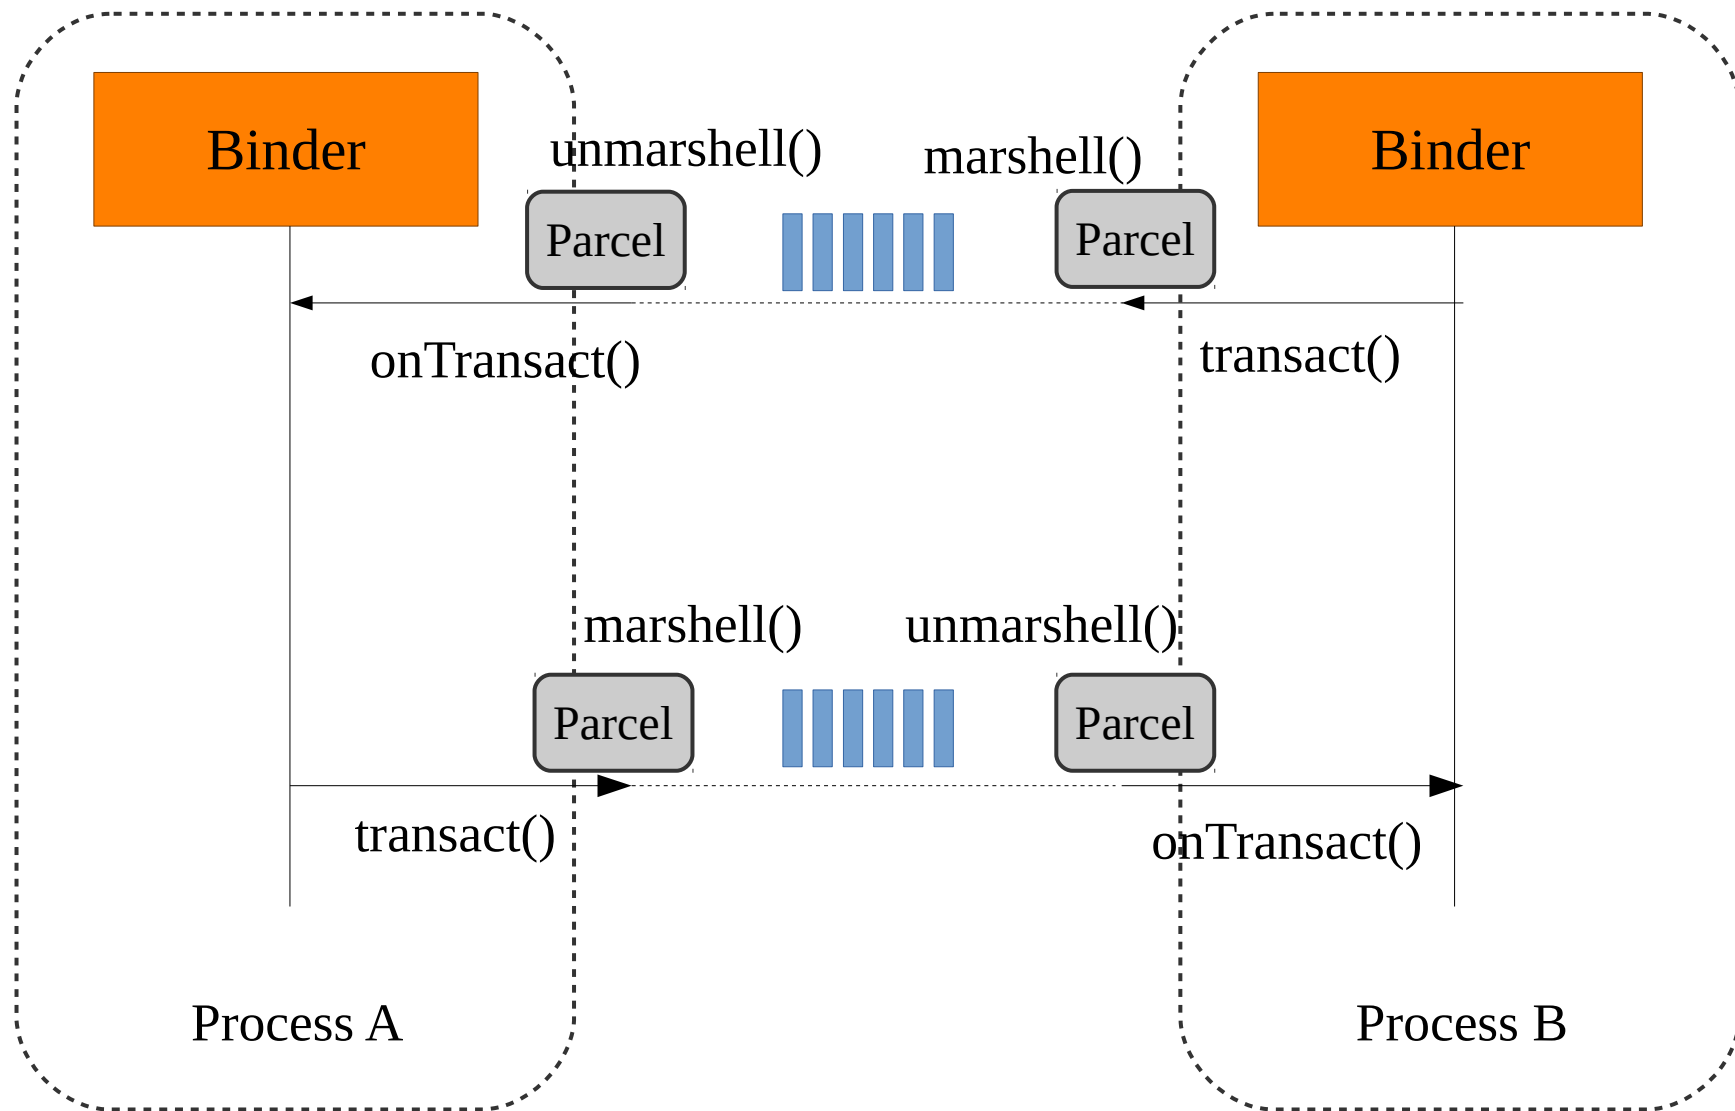 Binder
Binder
unmarshell()
marshell()
Parcel
Parcel
onTransact()
transact()
marshell()
unmarshell()
Parcel
Parcel
transact()
onTransact()
Process A
Process B